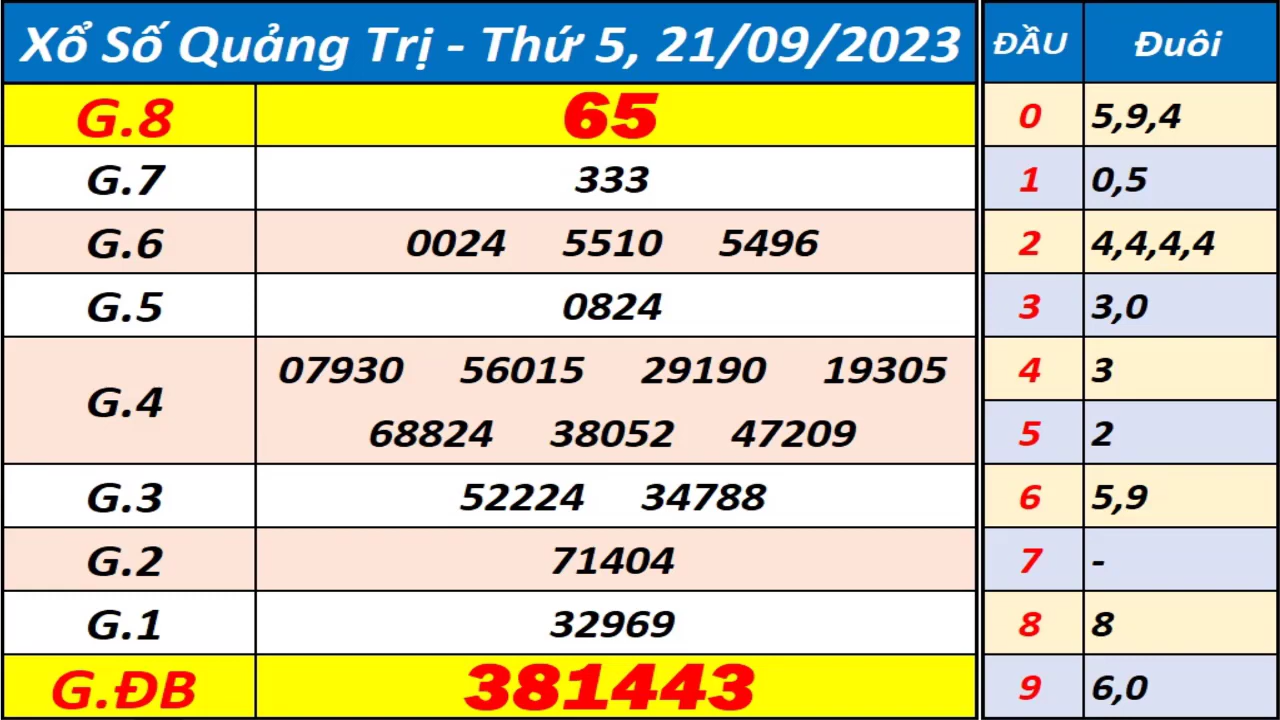 Xổ Số Quảng Trị - Thứ 5, 21/09/2023
G.8 65
G.7 333
G.6 0024 5510 5496
G.5 0824
G.4 07930 56015 29190 19305
68824 38052 47209
G.3 52224 34788
G.2 71404
G.1 32969
G.ĐB 381443
ĐẦU Đuôi
0 5,9,4
1 0,5
2 4,4,4,4
3 3,0
4 3
5 2
6 5,9
7 -
8 8
9 6,0